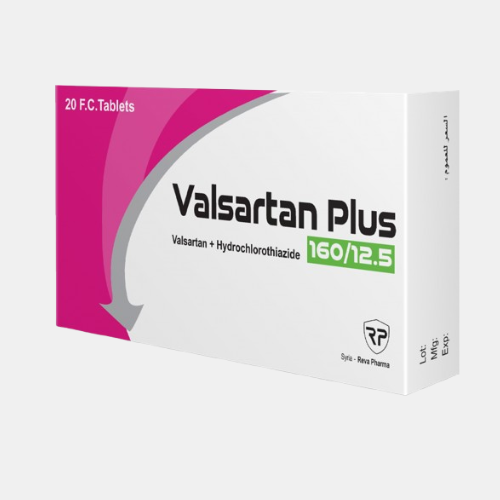 20 F.C.Tablets
Valsartan Plus
Valsartan + Hydrochlorothiazide 160/12.5
RP
Syria - Reva Pharma
السعر للعموم :
Lot:
Mfg:
Exp: